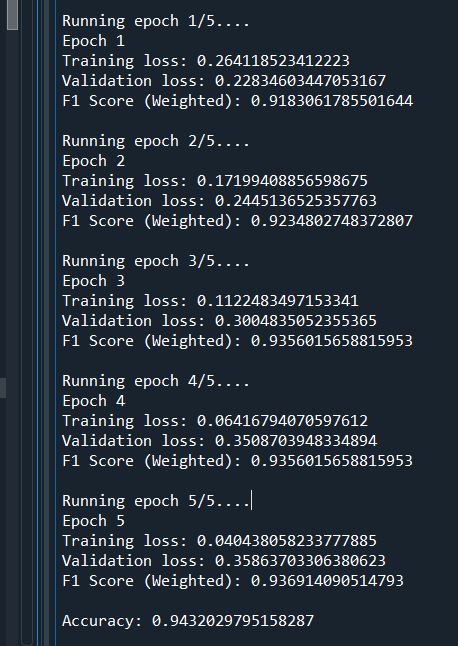 Running epoch 1/5....
Epoch 1
Training loss: 0.264118523412223
Validation loss: 0.22834603447053167
F1 Score (Weighted): 0.9183061785501644
Running epoch 2/5....
Epoch 2
Training loss: 0.17199408856598675
Validation loss: 0.2445136525357763
F1 Score (Weighted): 0.9234802748372807
Running epoch 3/5....
Epoch 3
Training loss: 0.1122483497153341
Validation loss: 0.3004835052355365
F1 Score (Weighted): 0.9356015658815953
Running epoch 4/5....
Epoch 4
Training loss: 0.06416794070597612
Validation loss: 0.3508703948334894
F1 Score (Weighted): 0.9356015658815953
Running epoch 5/5....
Epoch 5
Training loss: 0.040438058233777885
Validation loss: 0.35863703306380623
F1 Score (Weighted): 0.936914090514793
Accuracy: 0.9432029795158287